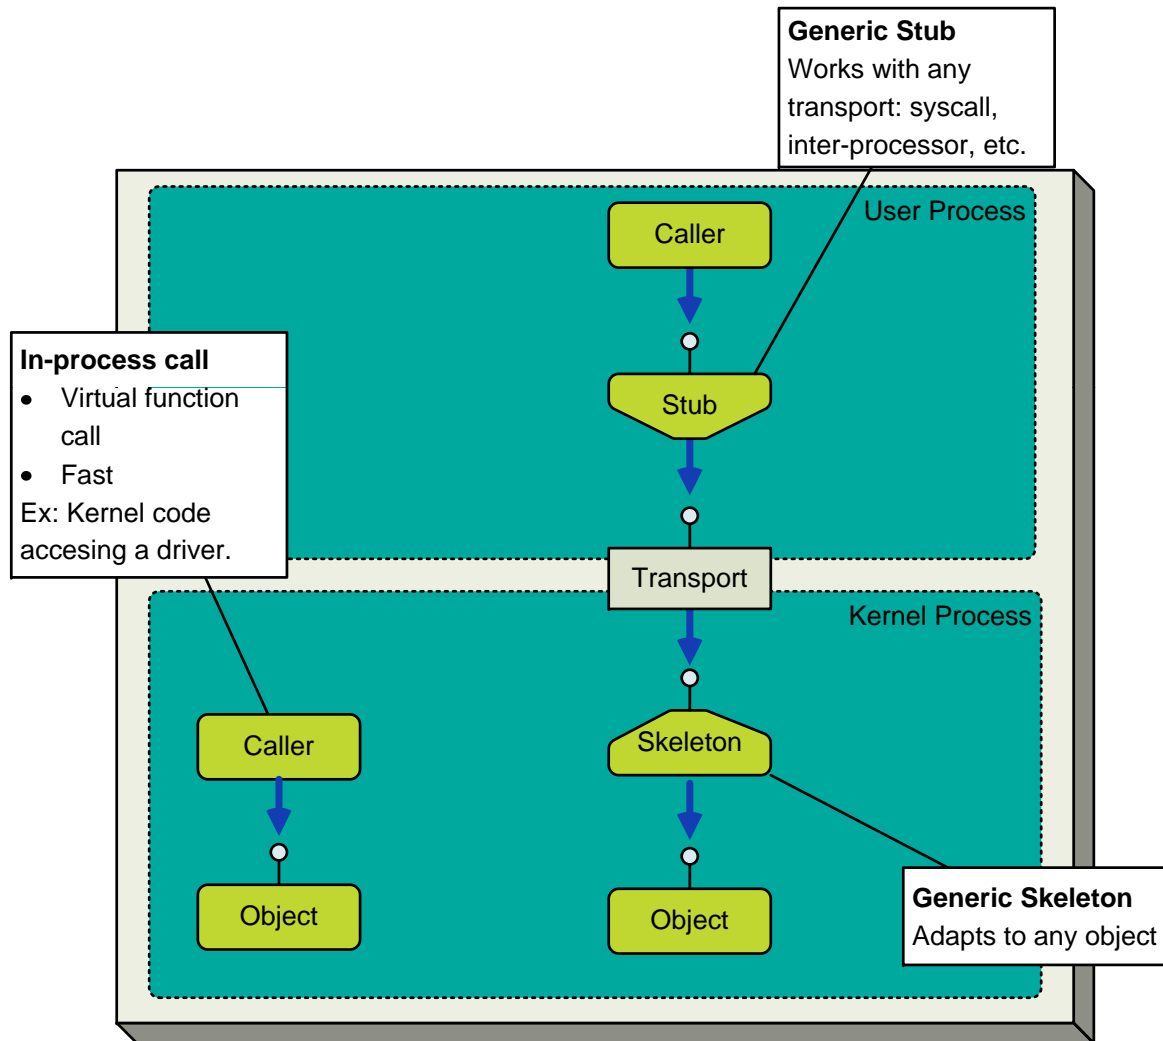 Generic Stub
Works with any
transport: syscall,
inter-processor, etc.
User Process
Caller
In-process call
• Virtual function
call
• Fast
Ex: Kernel code
accesing a driver.
Stub
Transport
Kernel Process
Caller
Skeleton
Object
Object
Generic Skeleton
Adapts to any object